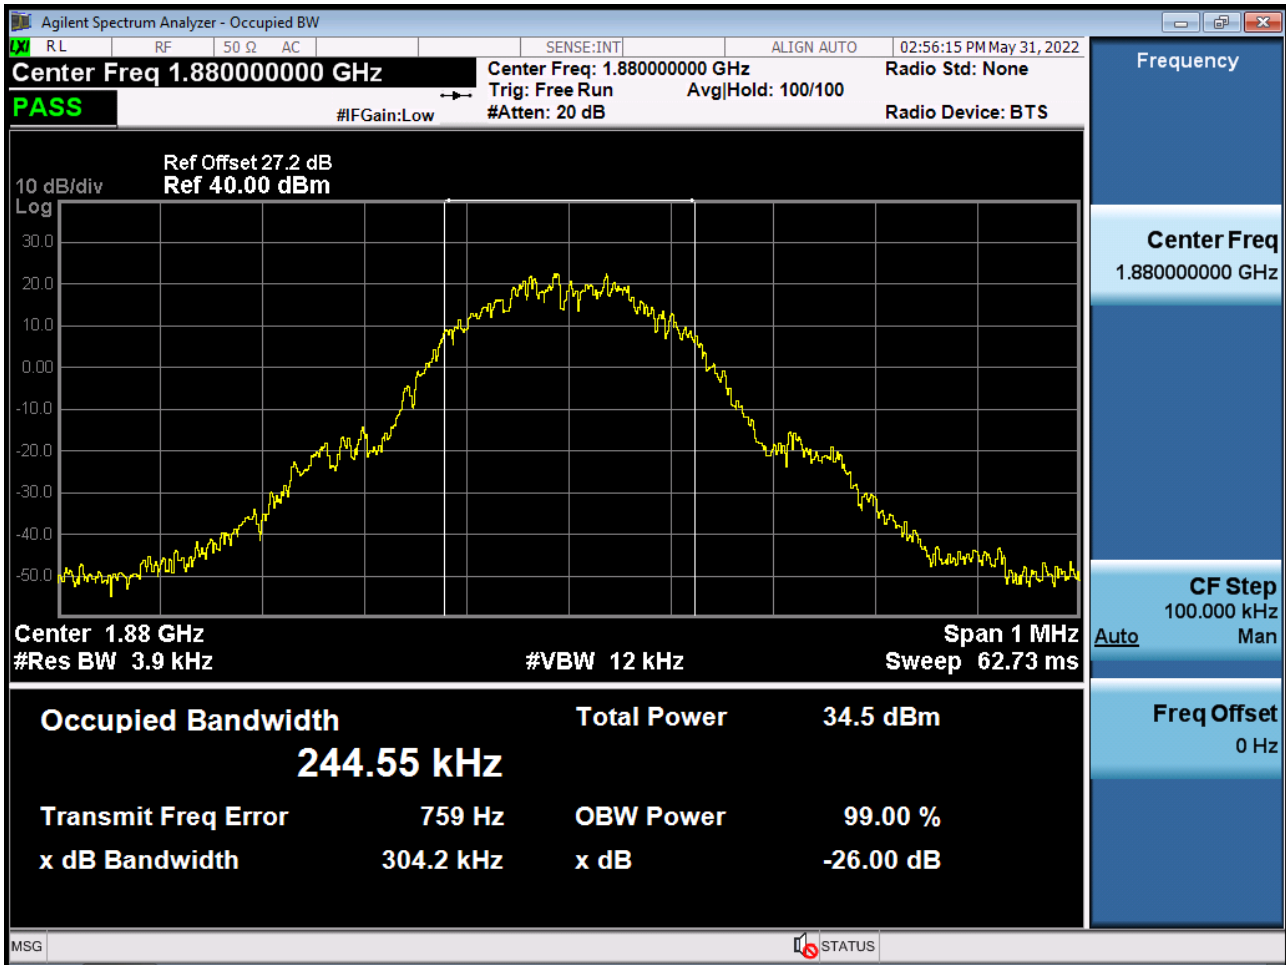 Agilent Spectrum Analyzer - Occupied BW
LXI RL RF 50 Ω AC SENSE:INT ALIGN AUTO 02:56:15 PM May 31, 2022
Center Freq 1.880000000 GHz
Center Freq: 1.880000000 GHz Radio Std: None
Trig: Free Run Avg|Hold: 100/100
PASS
#IFGain:Low #Atten: 20 dB Radio Device: BTS
Ref Offset 27.2 dB
10 dB/div Ref 40.00 dBm
Log
30.0
20.0
10.0
0.00
-10.0
-20.0
-30.0
-40.0
-50.0
Center 1.88 GHz Span 1 MHz
#Res BW 3.9 kHz #VBW 12 kHz Sweep 62.73 ms
Occupied Bandwidth Total Power 34.5 dBm
244.55 kHz
Transmit Freq Error 759 Hz OBW Power 99.00 %
x dB Bandwidth 304.2 kHz x dB -26.00 dB
MSG STATUS
Frequency
Center Freq
1.880000000 GHz
CF Step
100.000 kHz
Auto Man
Freq Offset
0 Hz